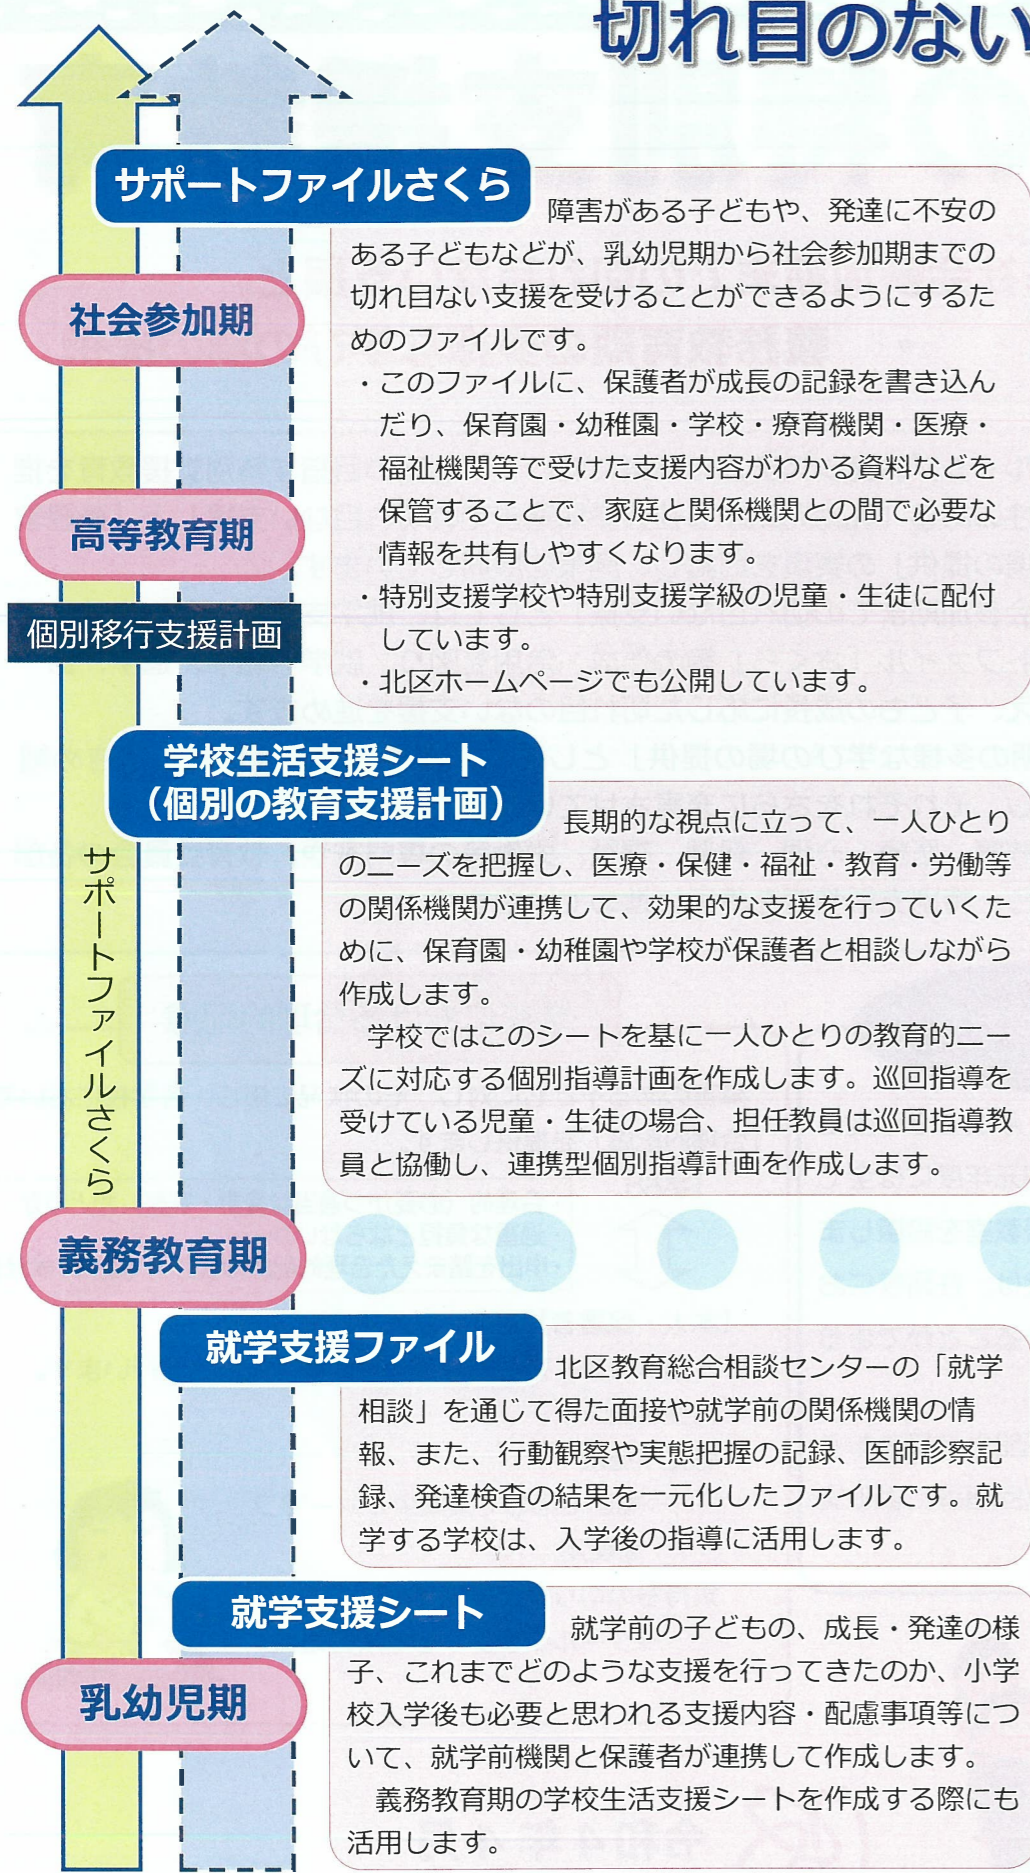 切れ目のない
サポートファイルさくら
障害がある子どもや、発達に不安の
ある子どもなどが、乳幼児期から社会参加期までの
切れ目ない支援を受けることができるようにするた
めのファイルです。
・このファイルに、保護者が成長の記録を書き込ん
だり、保育園・幼稚園・学校・療育機関・医療・
福祉機関等で受けた支援内容がわかる資料などを
保管することで、家庭と関係機関との間で必要な
情報を共有しやすくなります。
・特別支援学校や特別支援学級の児童・生徒に配付
しています。
・北区ホームページでも公開しています。
社会参加期
高等教育期
個別移行支援計画
学校生活支援シート
(個別の教育支援計画)
長期的な視点に立って、一人ひとり
のニーズを把握し、医療・保健・福祉・教育・労働等
の関係機関が連携して、効果的な支援を行っていくた
めに、保育園・幼稚園や学校が保護者と相談しながら
作成します。
学校ではこのシートを基に一人ひとりの教育的ニー
ズに対応する個別指導計画を作成します。巡回指導を
受けている児童・生徒の場合、担任教員は巡回指導教
員と協働し、連携型個別指導計画を作成します。
サポートファイルさくら
義務教育期
就学支援ファイル
北区教育総合相談センターの「就学
相談」を通じて得た面接や就学前の関係機関の情
報、また、行動観察や実態把握の記録、医師診察記
録、発達検査の結果を一元化したファイルです。就
学する学校は、入学後の指導に活用します。
就学支援シート
就学前の子どもの、成長・発達の様
子、これまでどのような支援を行ってきたのか、小学
校入学後も必要と思われる支援内容・配慮事項等につ
いて、就学前機関と保護者が連携して作成します。
義務教育期の学校生活支援シートを作成する際にも
活用します。
乳幼児期